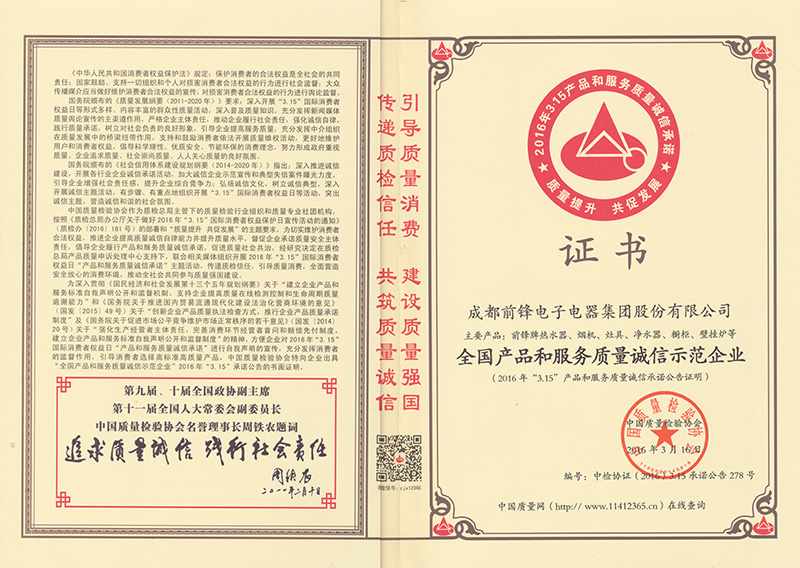 《中华人民共和国消费者权益保护法》规定：保护消费者的合法权益是全社会的共同
责任；国家鼓励、支持一切组织和个人对损害消费者合法权益的行为进行社会监督；大众
传播媒介应当做好维护消费者合法权益的宣传，对损害消费者合法权益的行为进行舆论监督。
国务院颁布的《质量发展纲要（2011-2020年）》要求，深入开展“3.15”国际消费者
权益日等形式多样、内容丰富的群众性质量活动，深入普及质量知识，充分发挥新闻媒体
质量舆论宣传的主渠道作用，严格企业主体责任，推动企业履行社会责任，强化诚信自律，
践行质量承诺，树立对社会负责的良好形象，引导企业提高服务质量，充分发挥中介组织
在质量发展中的桥梁纽带作用，支持和鼓励消费者依法开展质量维权活动，更好地维护
用户和消费者权益，倡导科学理性、优质安全、节能环保的消费理念，努力形成政府重视
质量、企业追求质量、社会崇尚质量、人人关心质量的良好氛围。
国务院颁布的《社会信用体系建设规划纲要（2014-2020年）》指出：深入推进诚信
建设，开展各行业企业诚信承诺活动，加大诚信企业示范宣传和典型失信案件曝光力度，
引导企业增强社会责任感，提升企业综合竞争力；弘扬诚信文化，树立诚信典型，深入
开展诚信主题活动，有步骤、有重点地组织开展“3.15”国际消费者权益日等活动，突出
诚信主题，营造诚信和谐的社会氛围。
中国质量检验协会作为质检总局主管下的质量检验行业组织和质量专业社团机构，
按照《质检总局办公厅关于做好2016年“3.15”国际消费者权益保护日宣传活动的通知》
（质检办〔2016〕181号）的部署和“质量提升 共促发展”的主题要求，为切实维护消费者
合法权益，推进企业提高质量诚信自律能力并提升质量水平，督促企业承诺质量安全主体
责任，倡导企业履行产品和服务质量诚信承诺，促进质量社会共治，经研究决定在质检
总局产品质量申诉处理中心支持下，联合相关媒体组织开展2016年“3.15”国际消费者
权益日“产品和服务质量诚信承诺”主题活动，传递质检信任，引导质量消费，全面营造
安全放心的消费环境，推动全社会共同参与质量强国建设。
为深入贯彻《国民经济和社会发展第十三个五年规划纲要》关于“建立企业产品和
服务标准自我声明公开和监督机制，支持企业提高质量在线检测控制和生命周期质量
追溯能力”和《国务院关于推进国内贸易流通现代化建设法治化营商环境的意见》
（国发〔2015〕49号）关于“创新企业产品质量执法检查方式，推行企业产品质量承诺
制度”及《国务院关于促进市场公平竞争维护市场正常秩序的若干意见》（国发〔2014〕
20号）关于“强化生产经营者主体责任，完善消费环节经营者首问和赔偿先付制度，
建立企业产品和服务标准自我声明公开和监督制度”的精神，方便企业对2016年“3.15”
国际消费者权益日“产品和服务质量诚信承诺”进行自我声明的宣传，充分发挥消费者
的监督作用，引导消费者选择高标准高质量产品，中国质量检验协会特向企业出具
“全国产品和服务质量诚信示范企业”2016年“3.15”承诺公告的书面证明。
第九届、十届全国政协副主席
第十一届全国人大常委会副委员长
中国质量检验协会名誉理事长周铁农题词
追求质量诚信 践行社会责任
周铁农
二〇一一年二月十日
引导质量消费 建设质量强国
传递质检信任 共筑质量诚信
微信号：zjx12365
2016年3·15产品和服务质量诚信承诺
质量提升 共促发展
证书
成都前锋电子电器集团股份有限公司
主要产品：前锋牌热水器、烟机、灶具、净水器、橱柜、壁挂炉等
全国产品和服务质量诚信示范企业
（2016年“3.15”产品和服务质量诚信承诺公告证明）
中国质量检验协会
中国质量检验协会
2016年3月16日
编号：中检协证（2016）3.15承诺公告278号
中国质量网（http://www.11412365.cn）在线查询